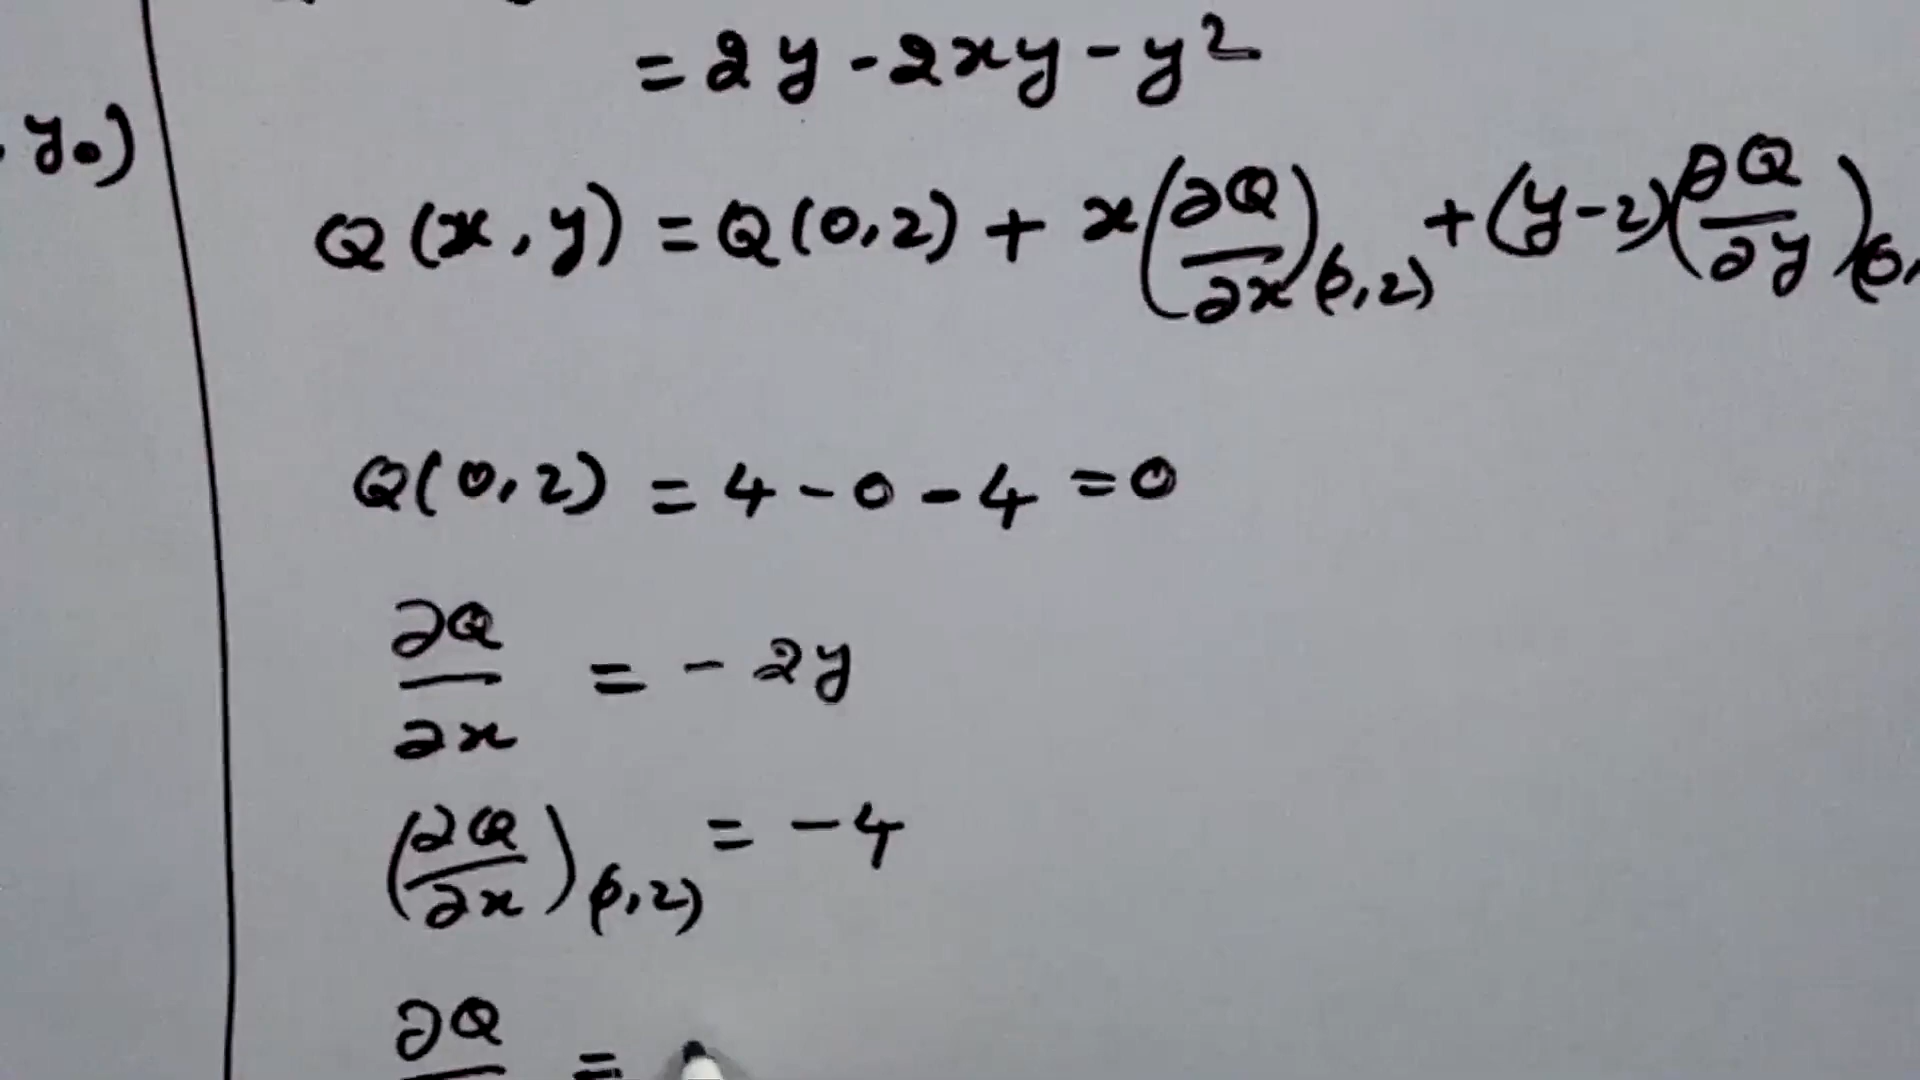 = 2y - 2xy - y²
, y₀)
Q(x, y) = Q(0,2) + x(∂Q/∂x)(0,2) + (y-2)(∂Q/∂y)(0,
Q(0,2) = 4 - 0 - 4 = 0
∂Q/∂x = - 2y
(∂Q/∂x)(0,2) = -4
∂Q =